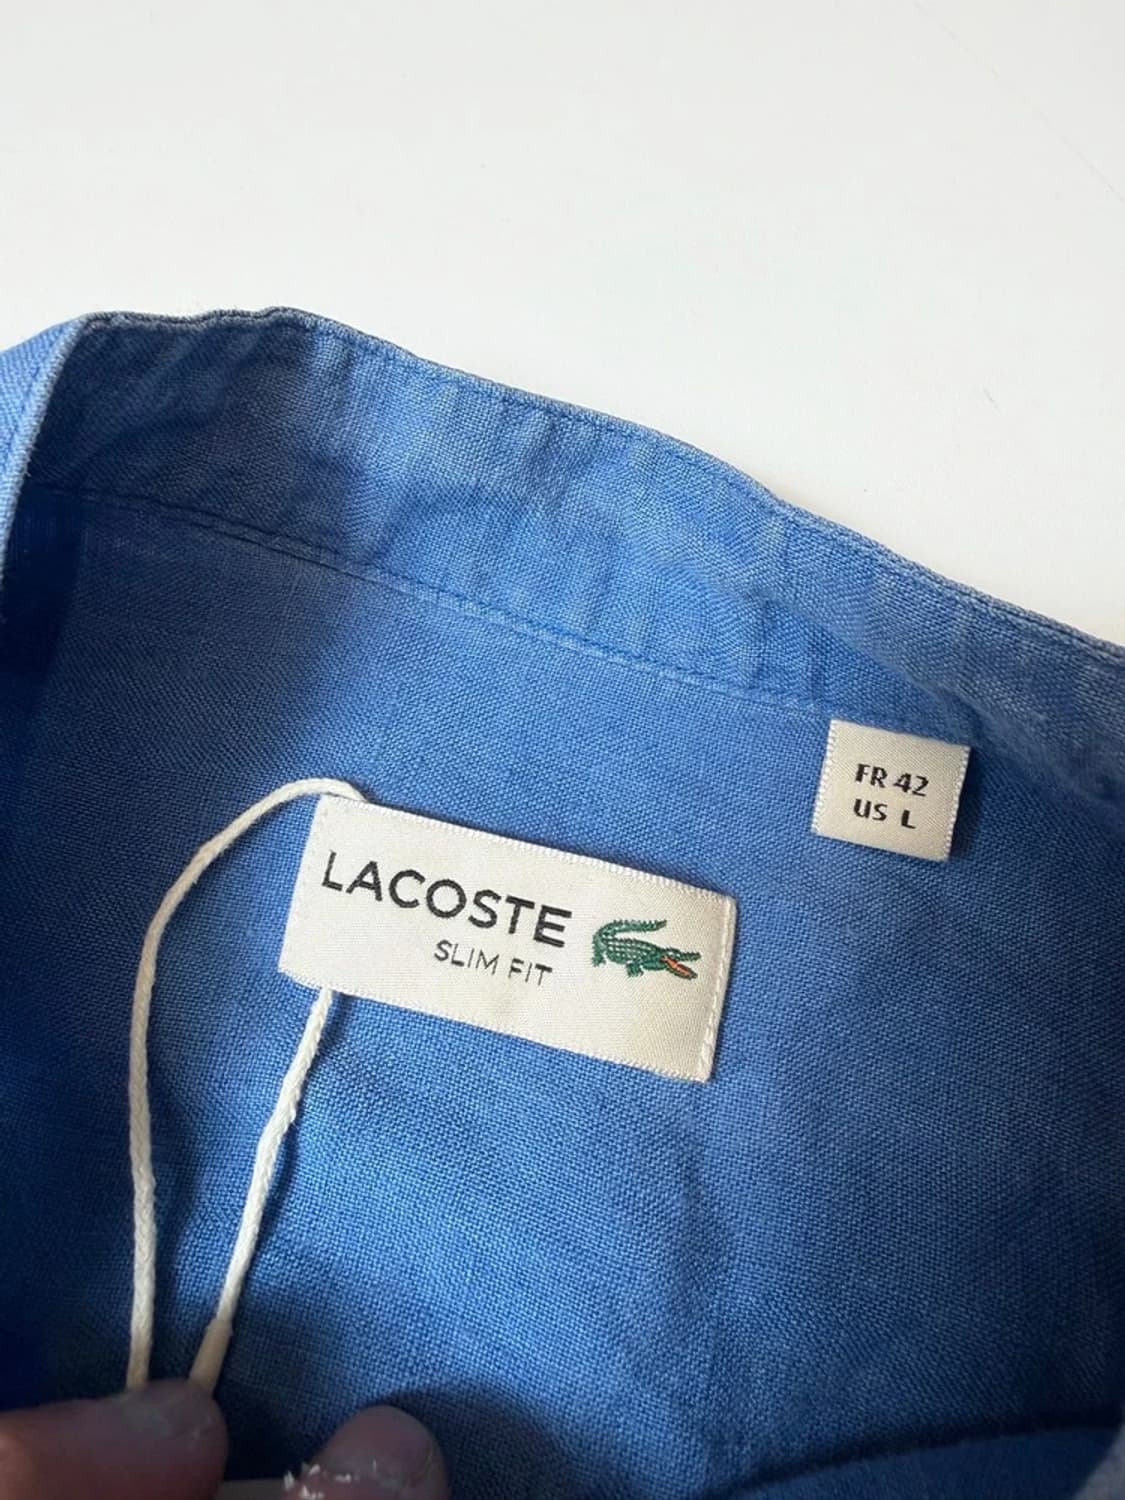 FR 42
US L
LACOSTE
SLIM FIT